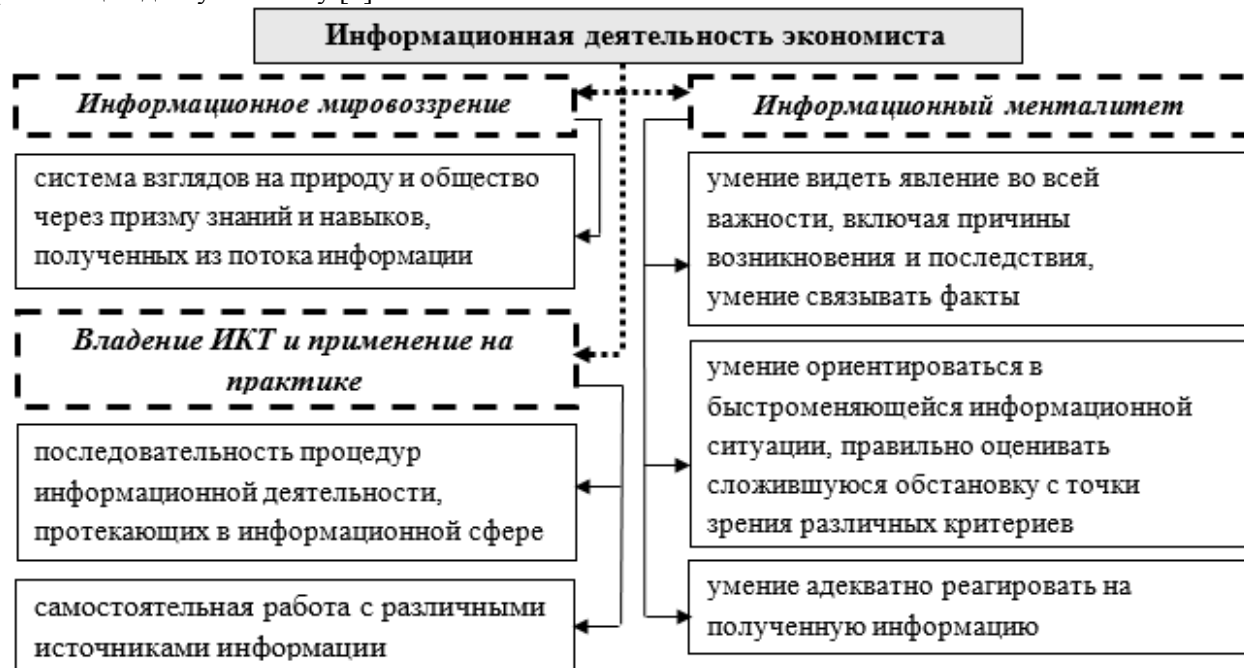 Информационная деятельность экономиста
Информационное мировоззрение
система взглядов на природу и общество
через призму знаний и навыков,
полученных из потока информации
Владение ИКТ и применение на
практике
последовательность процедур
информационной деятельности,
протекающих в информационной сфере
самостоятельная работа с различными
источниками информации
Информационный менталитет
умение видеть явление во всей
важности, включая причины
возникновения и последствия,
умение связывать факты
умение ориентироваться в
быстроменяющейся информационной
ситуации, правильно оценивать
сложившуюся обстановку с точки
зрения различных критериев
умение адекватно реагировать на
полученную информацию